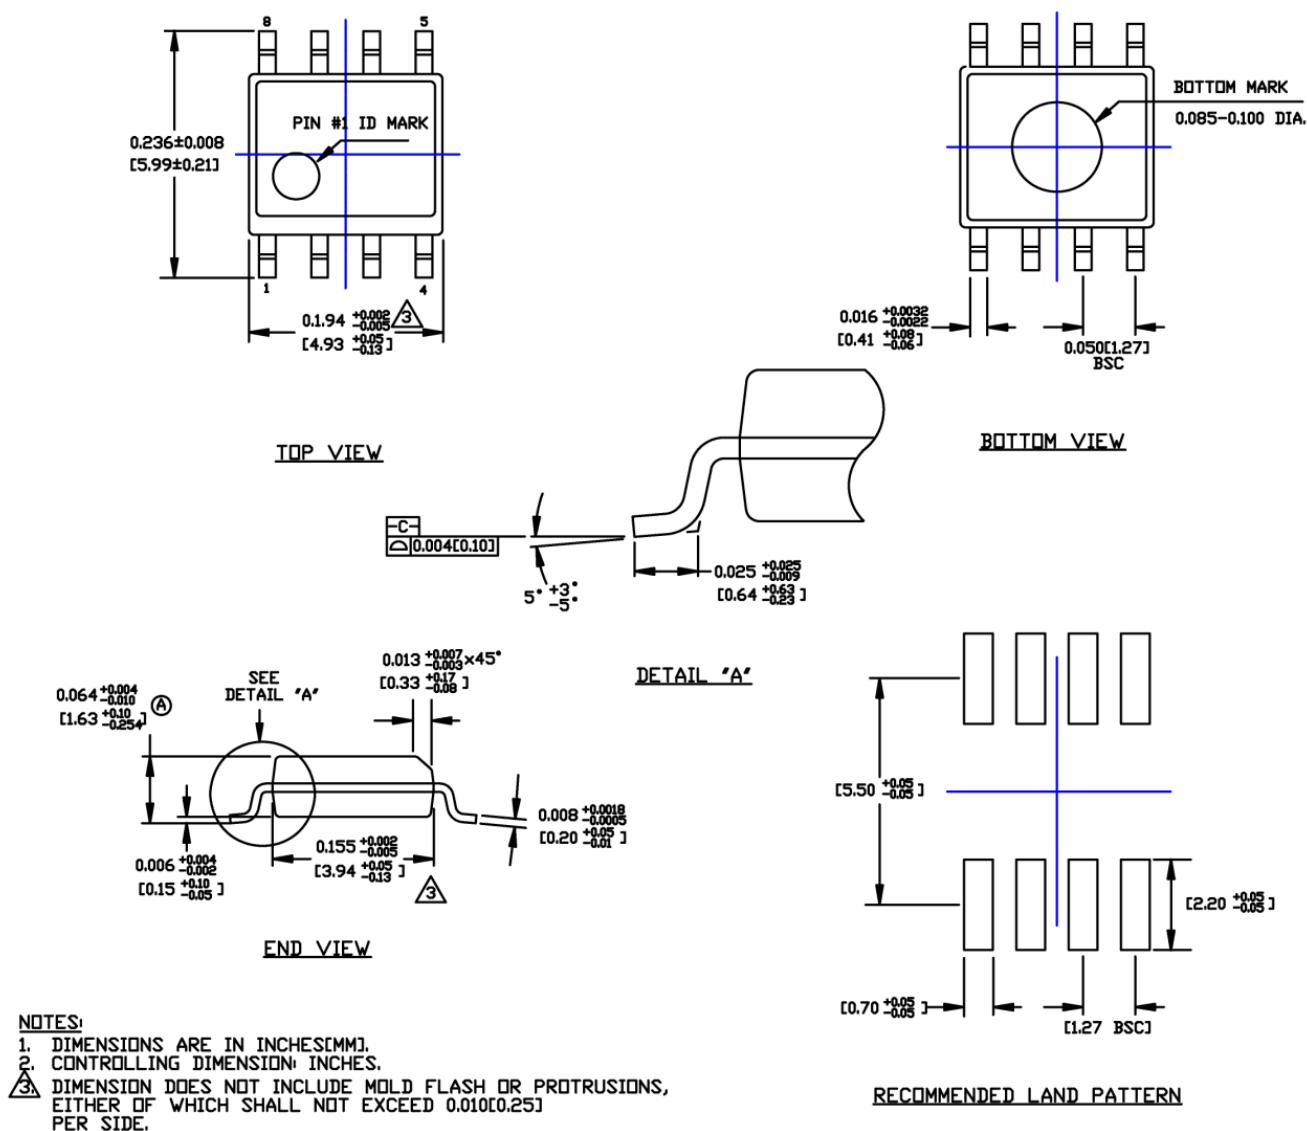 8
5
PIN #1 ID MARK
0.236±0.008
[5.99±0.21]
1
4
0.1.94 +0.002 -0.005 3
[4.93 +0.05 -0.13]
TOP VIEW
BOTTOM MARK
0.085-0.100 DIA.
0.016 +0.0032 -0.0022
[0.41 +0.08 -0.06]
0.050[1.27]
BSC
BOTTOM VIEW
-C-
0.004[0.10]
5° +3° -5°
0.025 +0.025 -0.009
[0.64 +0.63 -0.23]
DETAIL "A"
SEE
DETAIL "A"
0.013 +0.007 -0.003 ×45°
[0.33 +0.17 -0.08]
0.064 +0.004 -0.010
[1.63 +0.10 -0.254] A
0.006 +0.004 -0.002
[0.15 +0.10 -0.05]
0.155 +0.002 -0.005
[3.94 +0.05 -0.13]
3
0.008 +0.0018 -0.0005
[0.20 +0.05 -0.01]
END VIEW
[5.50 +0.05 -0.05]
[2.20 +0.05 -0.05]
[0.70 +0.05 -0.05]
[1.27 BSC]
RECOMMENDED LAND PATTERN
NOTES:
1. DIMENSIONS ARE IN INCHES[MM].
2. CONTROLLING DIMENSION: INCHES.
3. DIMENSION DOES NOT INCLUDE MOLD FLASH OR PROTRUSIONS,
EITHER OF WHICH SHALL NOT EXCEED 0.010[0.25]
PER SIDE.